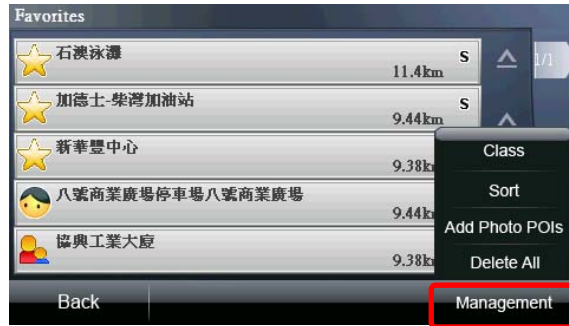 Favorites
石澳泳灘
S
11.4km
1/1
加德士-柴灣加油站
S
9.44km
新華豐中心
9.38k
八號商業廣場停車場八號商業廣場
9.44k
協興工業大廈
9.38k
Class
Sort
Add Photo POIs
Delete All
Back
Management